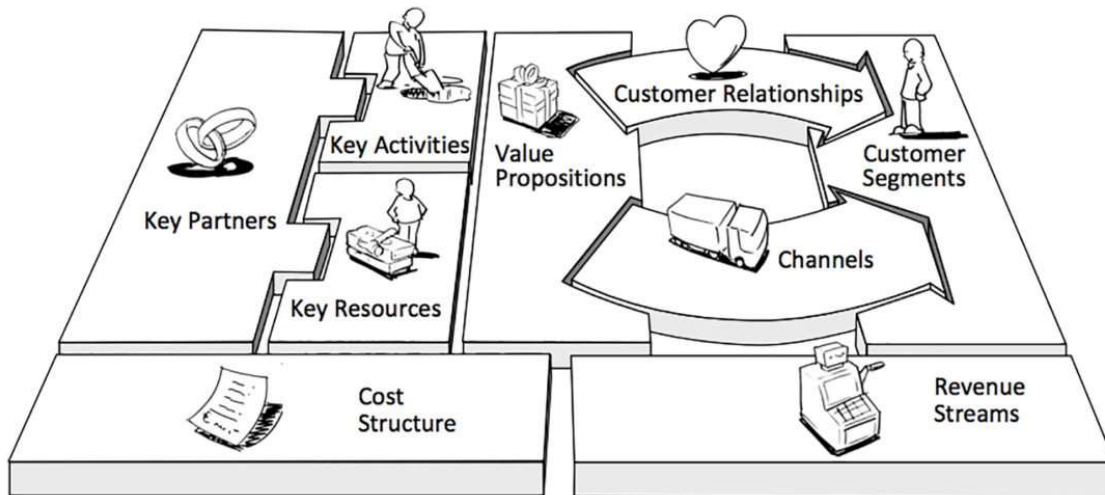 Key Partners
Key Activities
Key Resources
Value
Propositions
Customer Relationships
Channels
Customer
Segments
Cost
Structure
Revenue
Streams